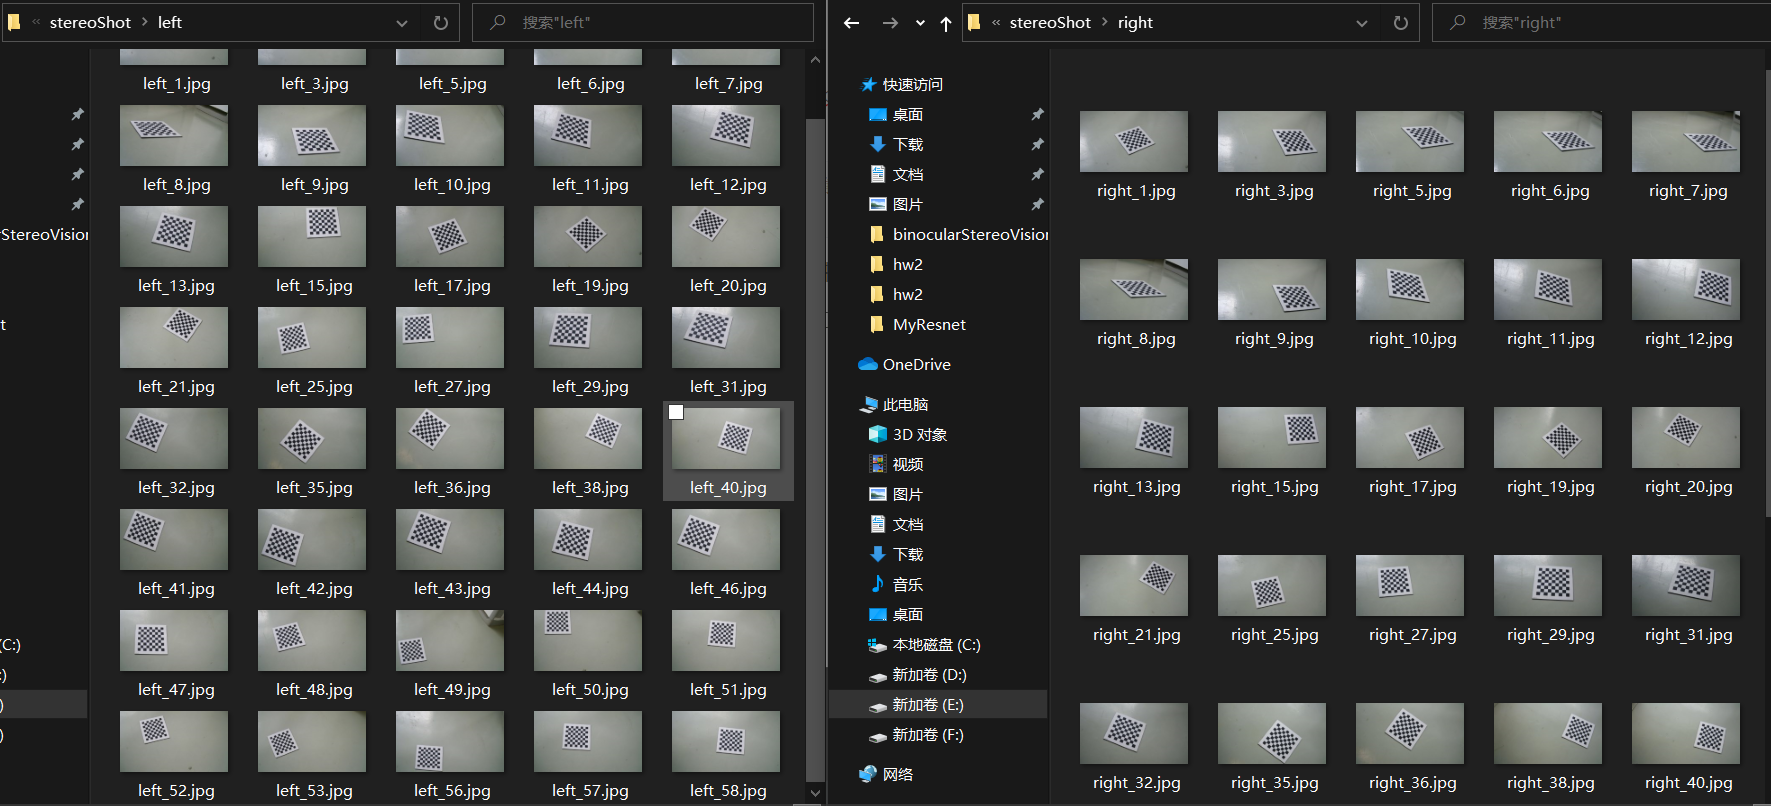 « stereoShot > left
搜索"left"
left_1.jpg
left_3.jpg
left_5.jpg
left_6.jpg
left_7.jpg
left_8.jpg
left_9.jpg
left_10.jpg
left_11.jpg
left_12.jpg
left_13.jpg
left_15.jpg
left_17.jpg
left_19.jpg
left_20.jpg
left_21.jpg
left_25.jpg
left_27.jpg
left_29.jpg
left_31.jpg
left_32.jpg
left_35.jpg
left_36.jpg
left_38.jpg
left_40.jpg
left_41.jpg
left_42.jpg
left_43.jpg
left_44.jpg
left_46.jpg
left_47.jpg
left_48.jpg
left_49.jpg
left_50.jpg
left_51.jpg
left_52.jpg
left_53.jpg
left_56.jpg
left_57.jpg
left_58.jpg
rStereoVision
t
(C:)
:)
)
)
« stereoShot > right
搜索"right"
快速访问
桌面
下载
文档
图片
binocularStereoVision
hw2
hw2
MyResnet
OneDrive
此电脑
3D 对象
视频
图片
文档
下载
音乐
桌面
本地磁盘 (C:)
新加卷 (D:)
新加卷 (E:)
新加卷 (F:)
网络
right_1.jpg
right_3.jpg
right_5.jpg
right_6.jpg
right_7.jpg
right_8.jpg
right_9.jpg
right_10.jpg
right_11.jpg
right_12.jpg
right_13.jpg
right_15.jpg
right_17.jpg
right_19.jpg
right_20.jpg
right_21.jpg
right_25.jpg
right_27.jpg
right_29.jpg
right_31.jpg
right_32.jpg
right_35.jpg
right_36.jpg
right_38.jpg
right_40.jpg